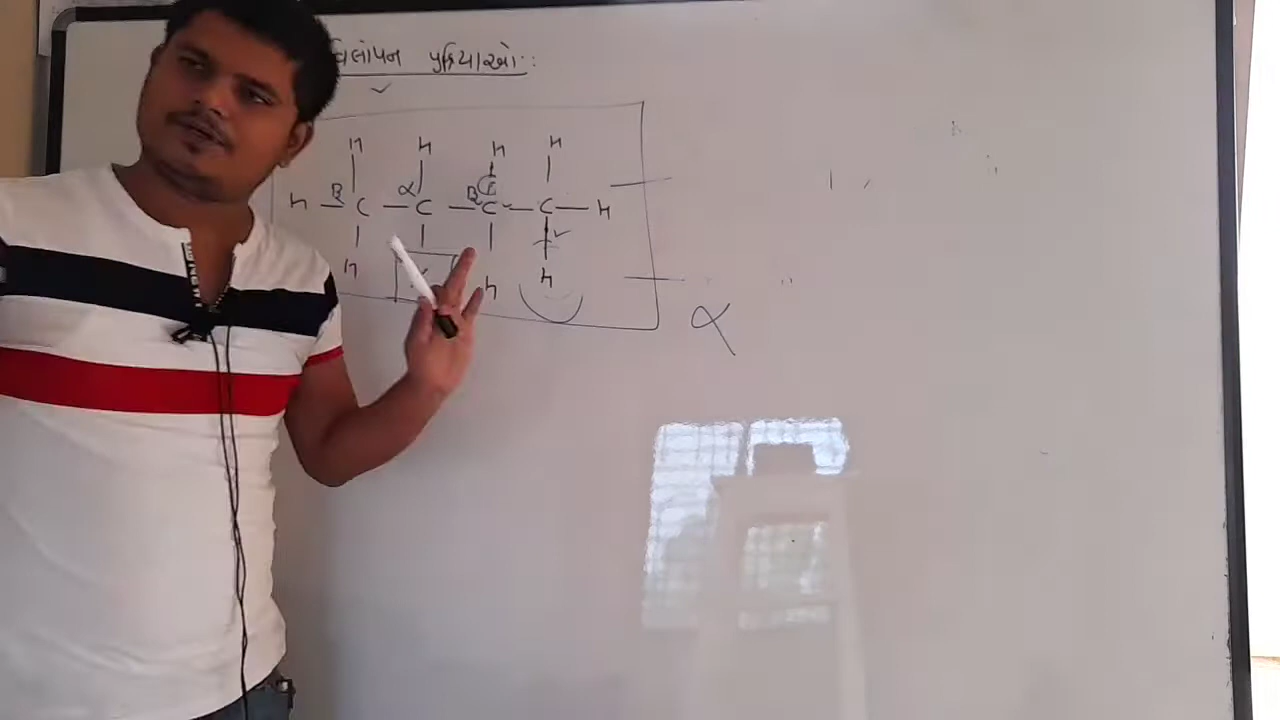 વિલોપન પ્રક્રિયાઓ::
H H H H
H — C — C — C — C — H
β α β
H H H
α